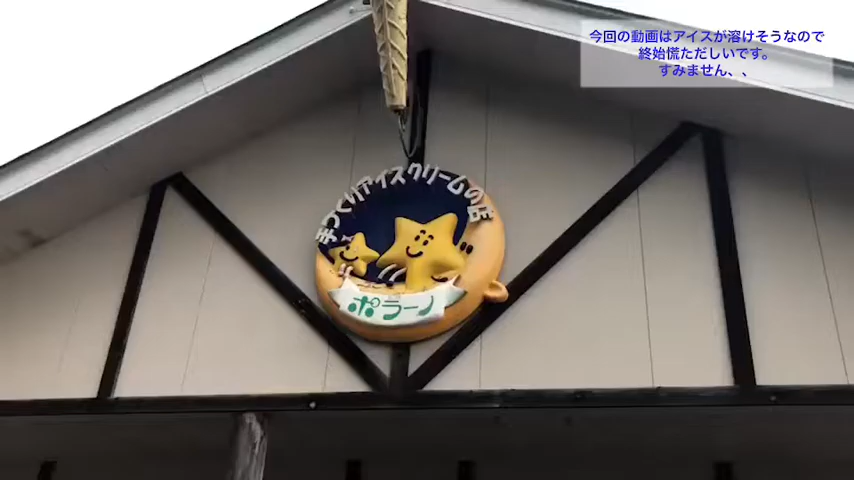 今回の動画はアイスが溶けそうなので
終始慌ただしいです。
すみません、、
手づくりアイスクリームの店
ポラーノ